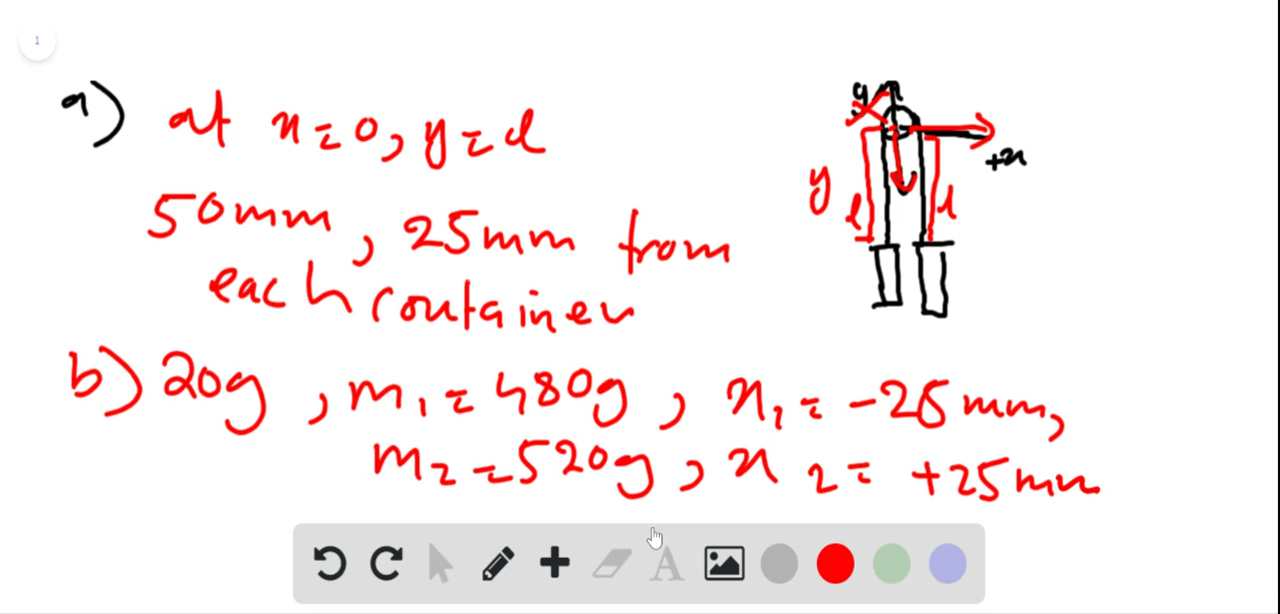 1
a) at x=0, y=l
50mm, 25mm from
each container
b) 20g, m1=480g, x1=-25mm,
m2=520g, x2=+25mm
y
+x
y
l
l
A